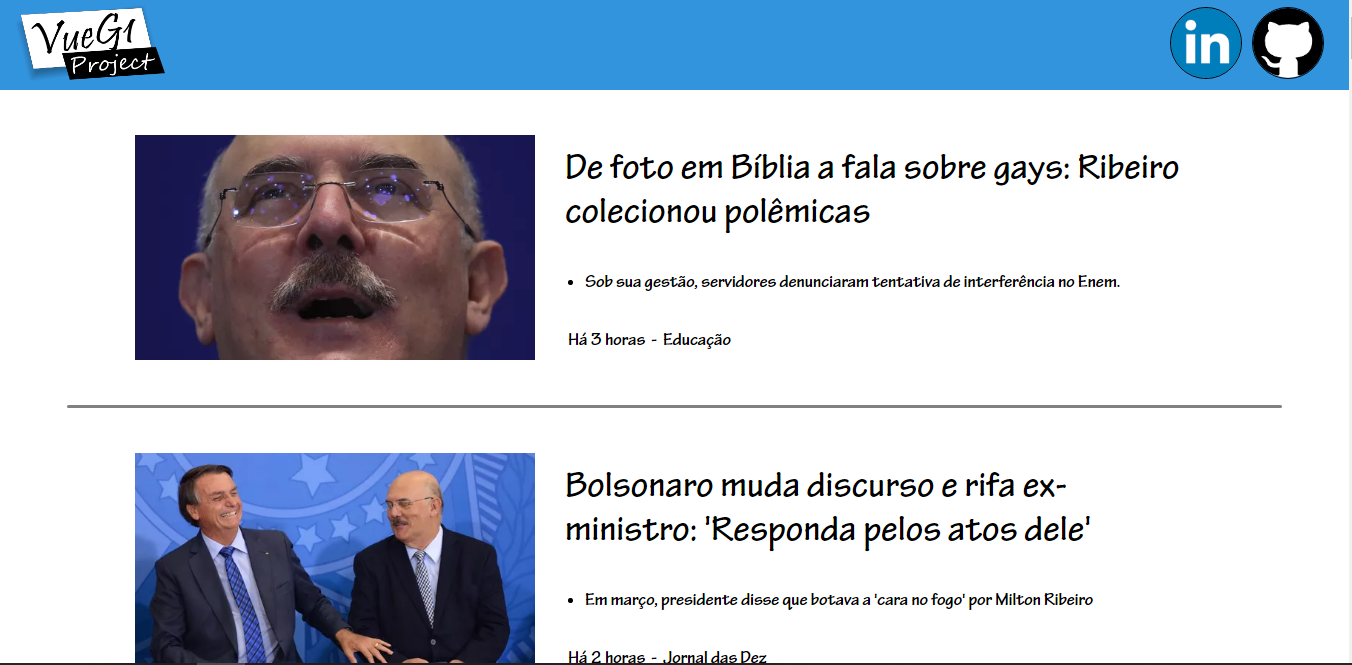 VueG1
Project
in
De foto em Bíblia a fala sobre gays: Ribeiro
colecionou polêmicas
Sob sua gestão, servidores denunciaram tentativa de interferência no Enem.
Há 3 horas - Educação
Bolsonaro muda discurso e rifa ex-
ministro: 'Responda pelos atos dele'
Em março, presidente disse que botava a 'cara no fogo' por Milton Ribeiro
Há 2 horas - Jornal das Dez